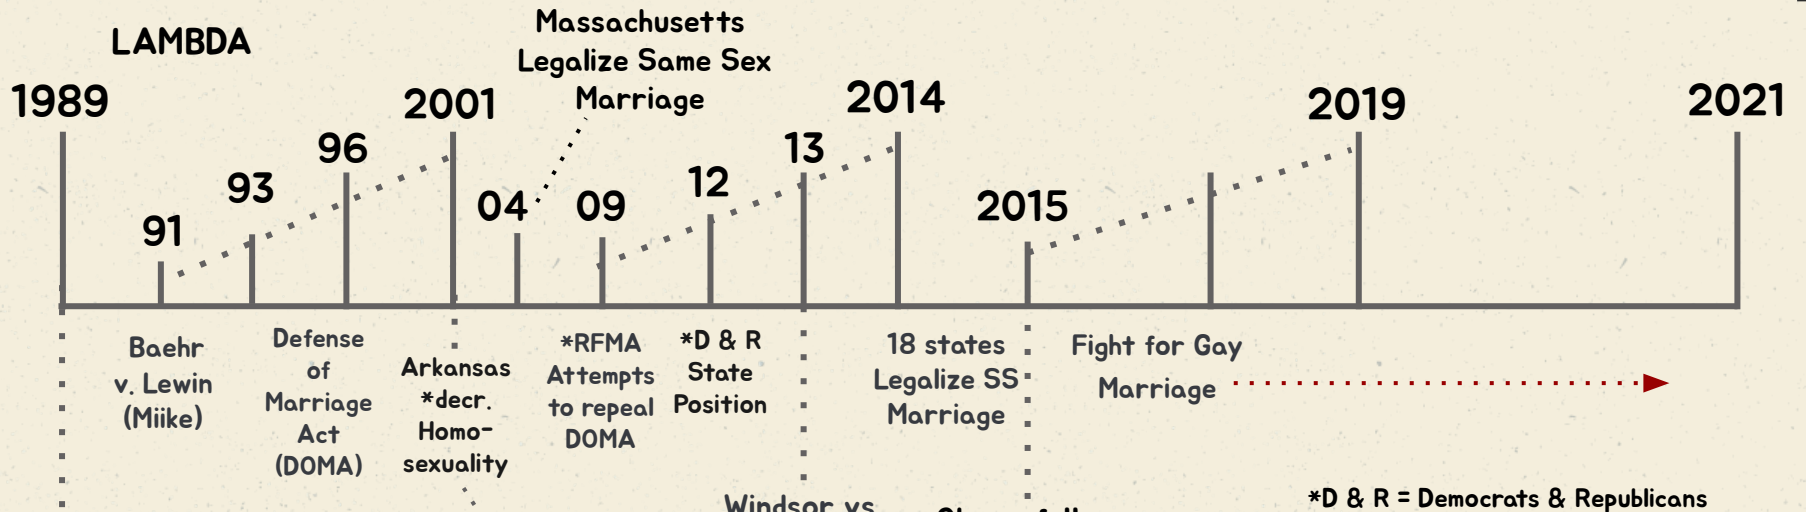 LAMBDA
Massachusetts
Legalize Same Sex
Marriage
1989
91
93
96
2001
04
09
12
13
2014
2015
2019
2021
Baehr
v. Lewin
(Miike)
Defense
of
Marriage
Act
(DOMA)
Arkansas
*decr.
Homo-
sexuality
*RFMA
Attempts
to repeal
DOMA
*D & R
State
Position
Windsor vs
18 states
Legalize SS
Marriage
Fight for Gay
Marriage
*D & R = Democrats & Republicans